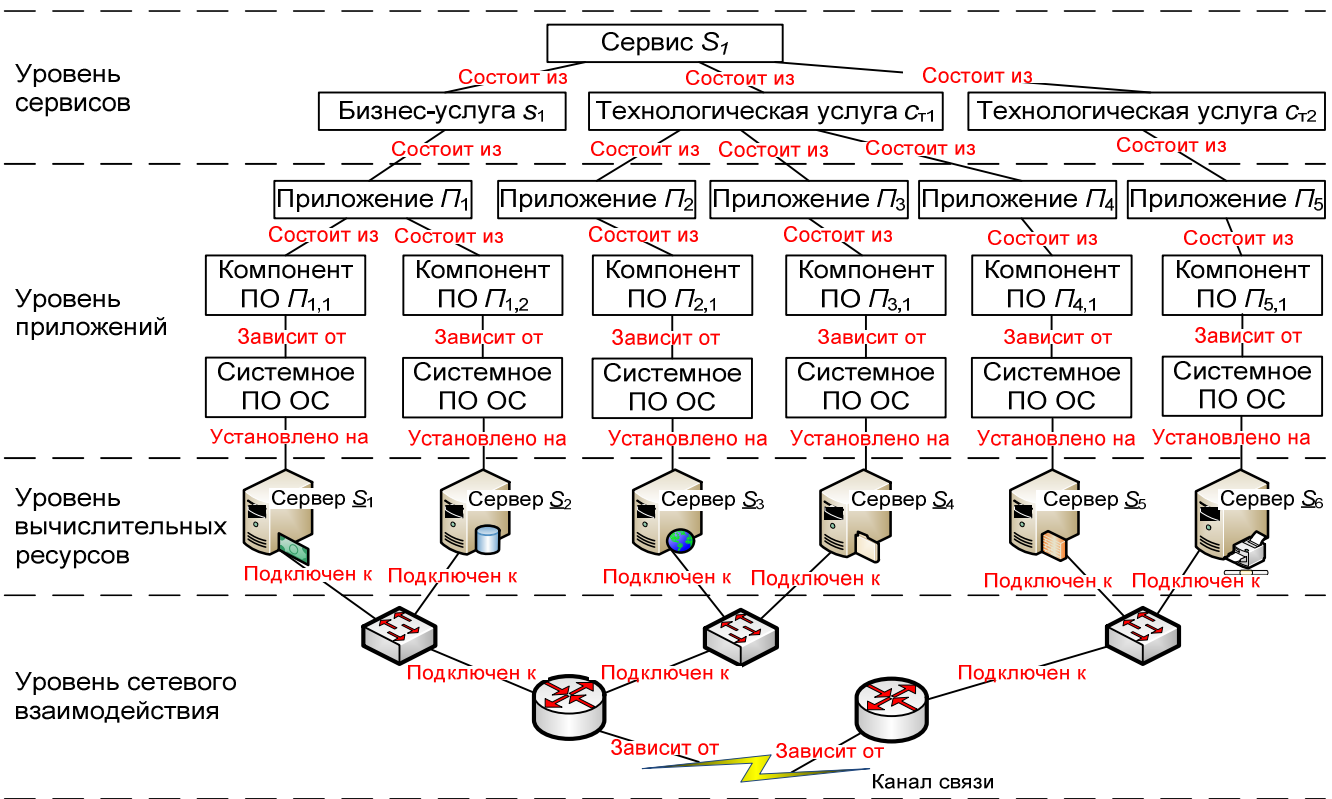 Сервис S1
Уровень
сервисов
Состоит из Состоит из Состоит из
Бизнес-услуга s1 Технологическая услуга cт1 Технологическая услуга cт2
Состоит из Состоит из Состоит из Состоит из Состоит из
Приложение П1 Приложение П2 Приложение П3 Приложение П4 Приложение П5
Состоит из Состоит из Состоит из Состоит из Состоит из Состоит из
Уровень
приложений
Компонент Компонент Компонент Компонент Компонент Компонент
ПО П1,1 ПО П1,2 ПО П2,1 ПО П3,1 ПО П4,1 ПО П5,1
Зависит от Зависит от Зависит от Зависит от Зависит от Зависит от
Системное Системное Системное Системное Системное Системное
ПО ОС ПО ОС ПО ОС ПО ОС ПО ОС ПО ОС
Установлено на Установлено на Установлено на Установлено на Установлено на Установлено на
Уровень
вычислительных
ресурсов
Сервер S1 Сервер S2 Сервер S3 Сервер S4 Сервер S5 Сервер S6
Подключен к Подключен к Подключен к Подключен к Подключен к Подключен к
Уровень сетевого
взаимодействия
Подключен к Подключен к Подключен к
Зависит от Зависит от
Канал связи